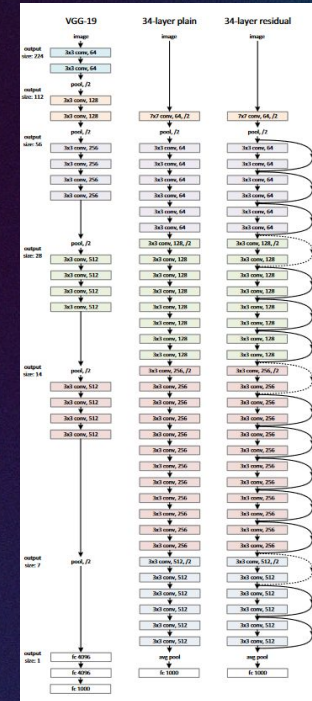 VGG-19
34-layer plain
34-layer residual
output
size: 224
output
size: 112
output
size: 56
output
size: 28
output
size: 14
output
size: 7
output
size: 1
image
3x3 conv, 64
3x3 conv, 64
pool, /2
3x3 conv, 128
3x3 conv, 128
pool, /2
3x3 conv, 256
3x3 conv, 256
3x3 conv, 256
3x3 conv, 256
pool, /2
3x3 conv, 512
3x3 conv, 512
3x3 conv, 512
3x3 conv, 512
pool, /2
3x3 conv, 512
3x3 conv, 512
3x3 conv, 512
3x3 conv, 512
pool, /2
fc 4096
fc 4096
fc 1000
image
7x7 conv, 64, /2
pool, /2
3x3 conv, 64
3x3 conv, 64
3x3 conv, 64
3x3 conv, 64
3x3 conv, 64
3x3 conv, 64
3x3 conv, 128, /2
3x3 conv, 128
3x3 conv, 128
3x3 conv, 128
3x3 conv, 128
3x3 conv, 128
3x3 conv, 128
3x3 conv, 128
3x3 conv, 256, /2
3x3 conv, 256
3x3 conv, 256
3x3 conv, 256
3x3 conv, 256
3x3 conv, 256
3x3 conv, 256
3x3 conv, 256
3x3 conv, 256
3x3 conv, 256
3x3 conv, 256
3x3 conv, 256
3x3 conv, 512, /2
3x3 conv, 512
3x3 conv, 512
3x3 conv, 512
3x3 conv, 512
3x3 conv, 512
avg pool
fc 1000
image
7x7 conv, 64, /2
pool, /2
3x3 conv, 64
3x3 conv, 64
3x3 conv, 64
3x3 conv, 64
3x3 conv, 64
3x3 conv, 64
3x3 conv, 128, /2
3x3 conv, 128
3x3 conv, 128
3x3 conv, 128
3x3 conv, 128
3x3 conv, 128
3x3 conv, 128
3x3 conv, 128
3x3 conv, 256, /2
3x3 conv, 256
3x3 conv, 256
3x3 conv, 256
3x3 conv, 256
3x3 conv, 256
3x3 conv, 256
3x3 conv, 256
3x3 conv, 256
3x3 conv, 256
3x3 conv, 256
3x3 conv, 256
3x3 conv, 512, /2
3x3 conv, 512
3x3 conv, 512
3x3 conv, 512
3x3 conv, 512
3x3 conv, 512
avg pool
fc 1000